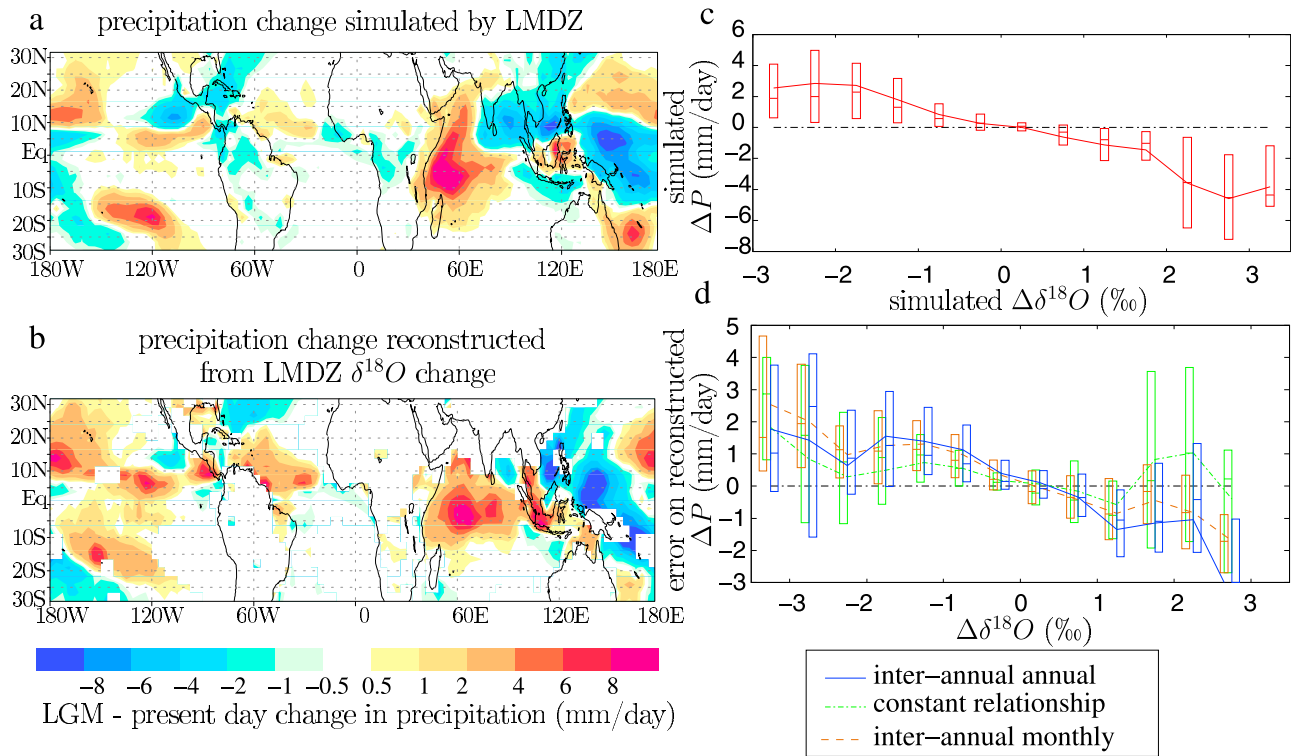 a
precipitation change simulated by LMDZ
30N
20N
10N
Eq
10S
20S
30S
180W
120W
60W
0
60E
120E
180E
b
precipitation change reconstructed
from LMDZ δ¹⁸O change
30N
20N
10N
Eq
10S
20S
30S
180W
120W
60W
0
60E
120E
180E
−8 −6 −4 −2 −1 −0.5 0.5 1 2 4 6 8
LGM - present day change in precipitation (mm/day)
c
simulated
ΔP (mm/day)
6
4
2
0
−2
−4
−6
−8
−3 −2 −1 0 1 2 3
simulated Δδ¹⁸O (‰)
d
error on reconstructed
ΔP (mm/day)
5
4
3
2
1
0
−1
−2
−3
−3 −2 −1 0 1 2 3
Δδ¹⁸O (‰)
inter−annual annual
constant relationship
inter−annual monthly